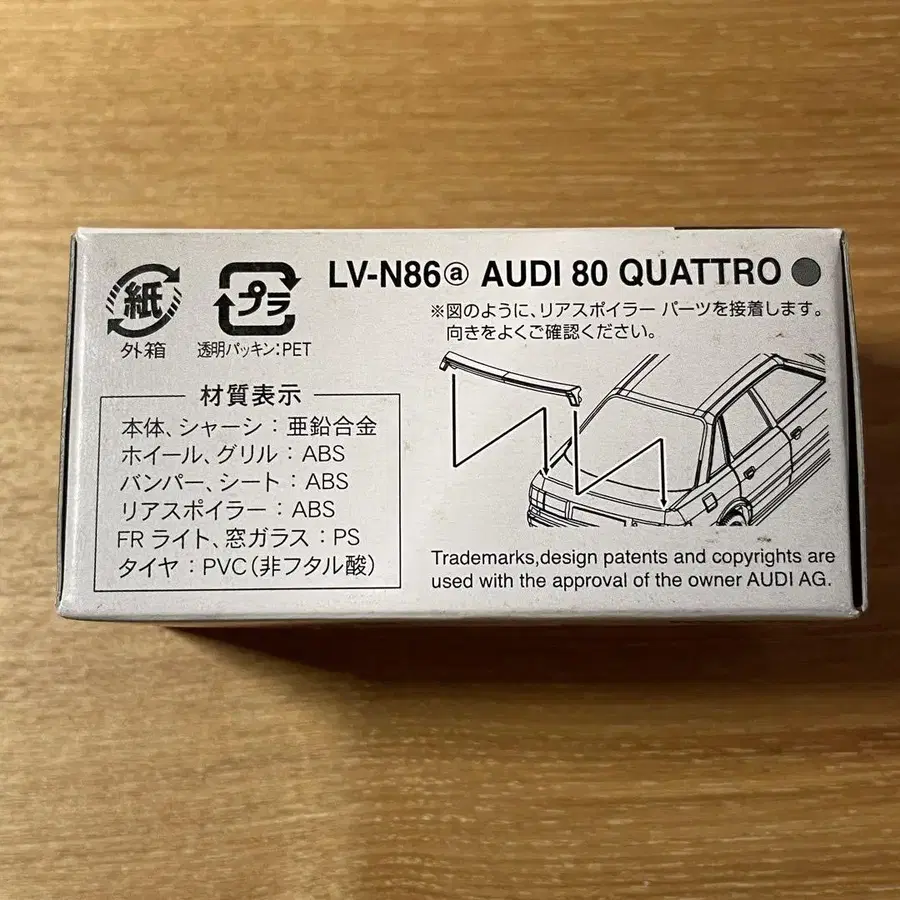 LV-N86ⓐ AUDI 80 QUATTRO
※図のように、リアスポイラー パーツを接着します。
向きをよくご確認ください。
紙
外箱
プラ
透明パッキン:PET
材質表示
本体、シャーシ:亜鉛合金
ホイール、グリル:ABS
バンパー、シート:ABS
リアスポイラー:ABS
FRライト、窓ガラス:PS
タイヤ:PVC(非フタル酸)
Trademarks,design patents and copyrights are
used with the approval of the owner AUDI AG.